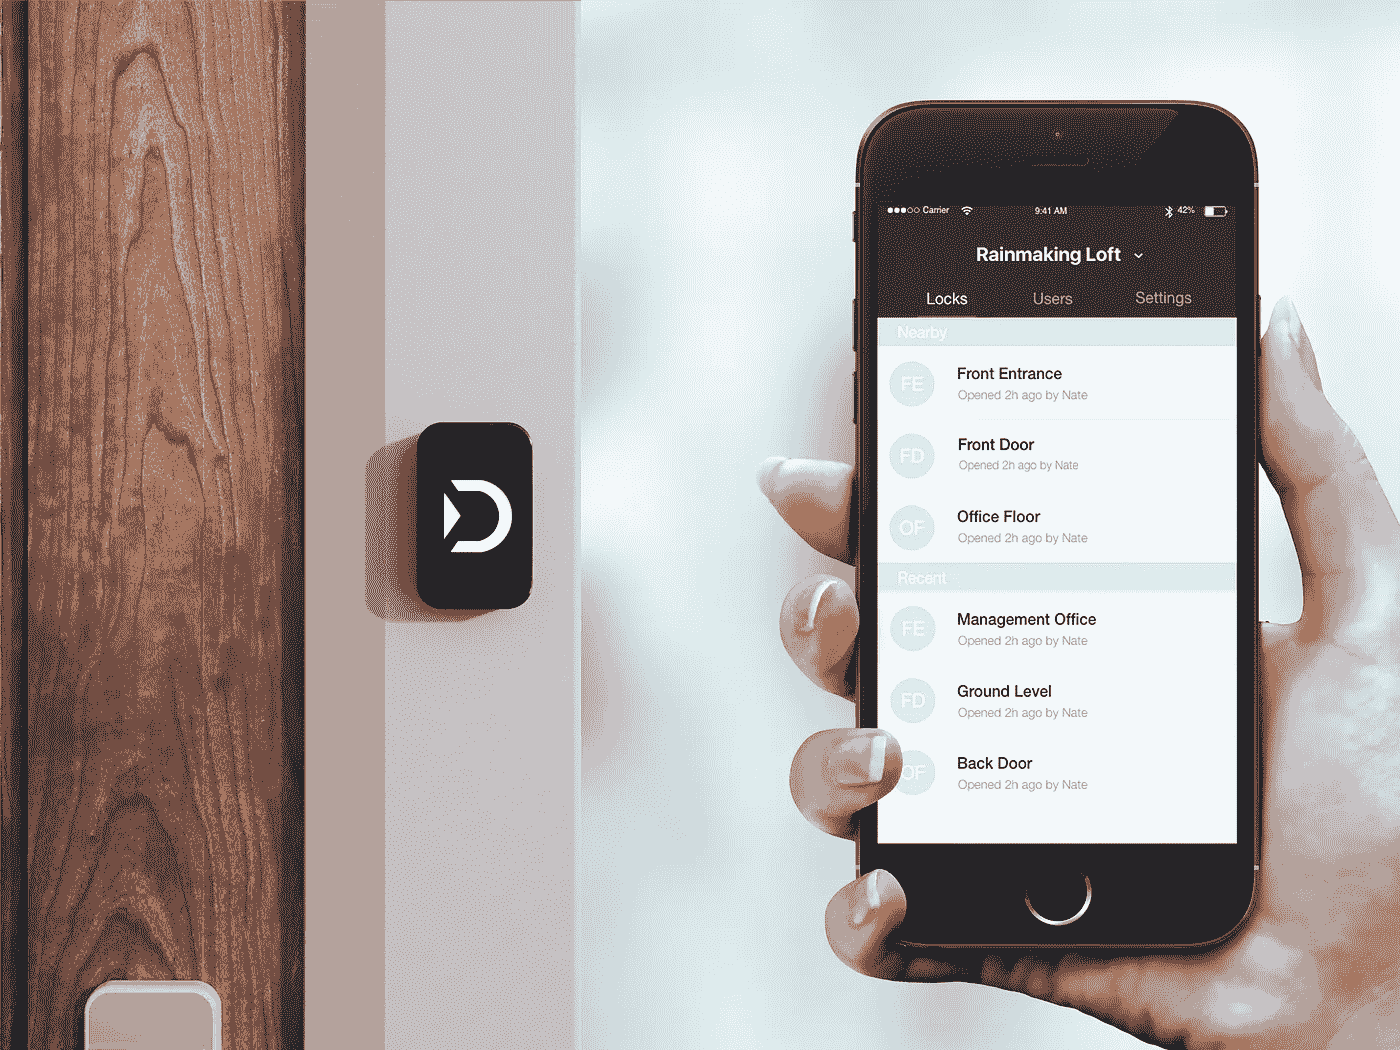 Carrier 9:41 AM 42%
Rainmaking Loft
Locks Users Settings
Nearby
FE Front Entrance
Opened 2h ago by Nate
FD Front Door
Opened 2h ago by Nate
OF Office Floor
Opened 2h ago by Nate
Recent
FE Management Office
Opened 2h ago by Nate
FD Ground Level
Opened 2h ago by Nate
OF Back Door
Opened 2h ago by Nate